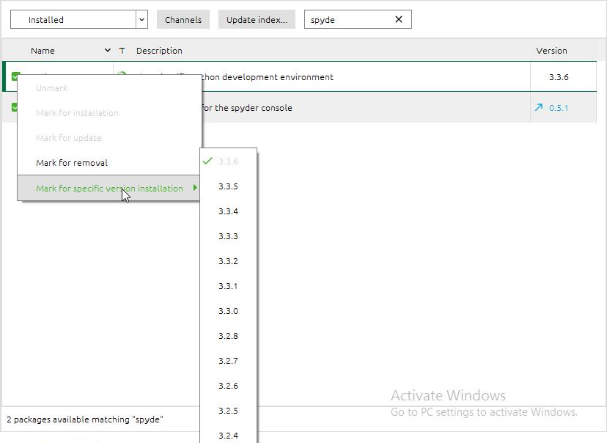 Installed
Channels
Update index...
spyde
Name
T
Description
Version
thon development environment
3.3.6
Unmark
for the spyder console
0.5.1
Mark for installation
Mark for update
Mark for removal
Mark for specific version installation
3.3.6
3.3.5
3.3.4
3.3.3
3.3.2
3.3.1
3.3.0
3.2.8
3.2.7
3.2.6
3.2.5
3.2.4
2 packages available matching "spyde"
Activate Windows
Go to PC settings to activate Windows.